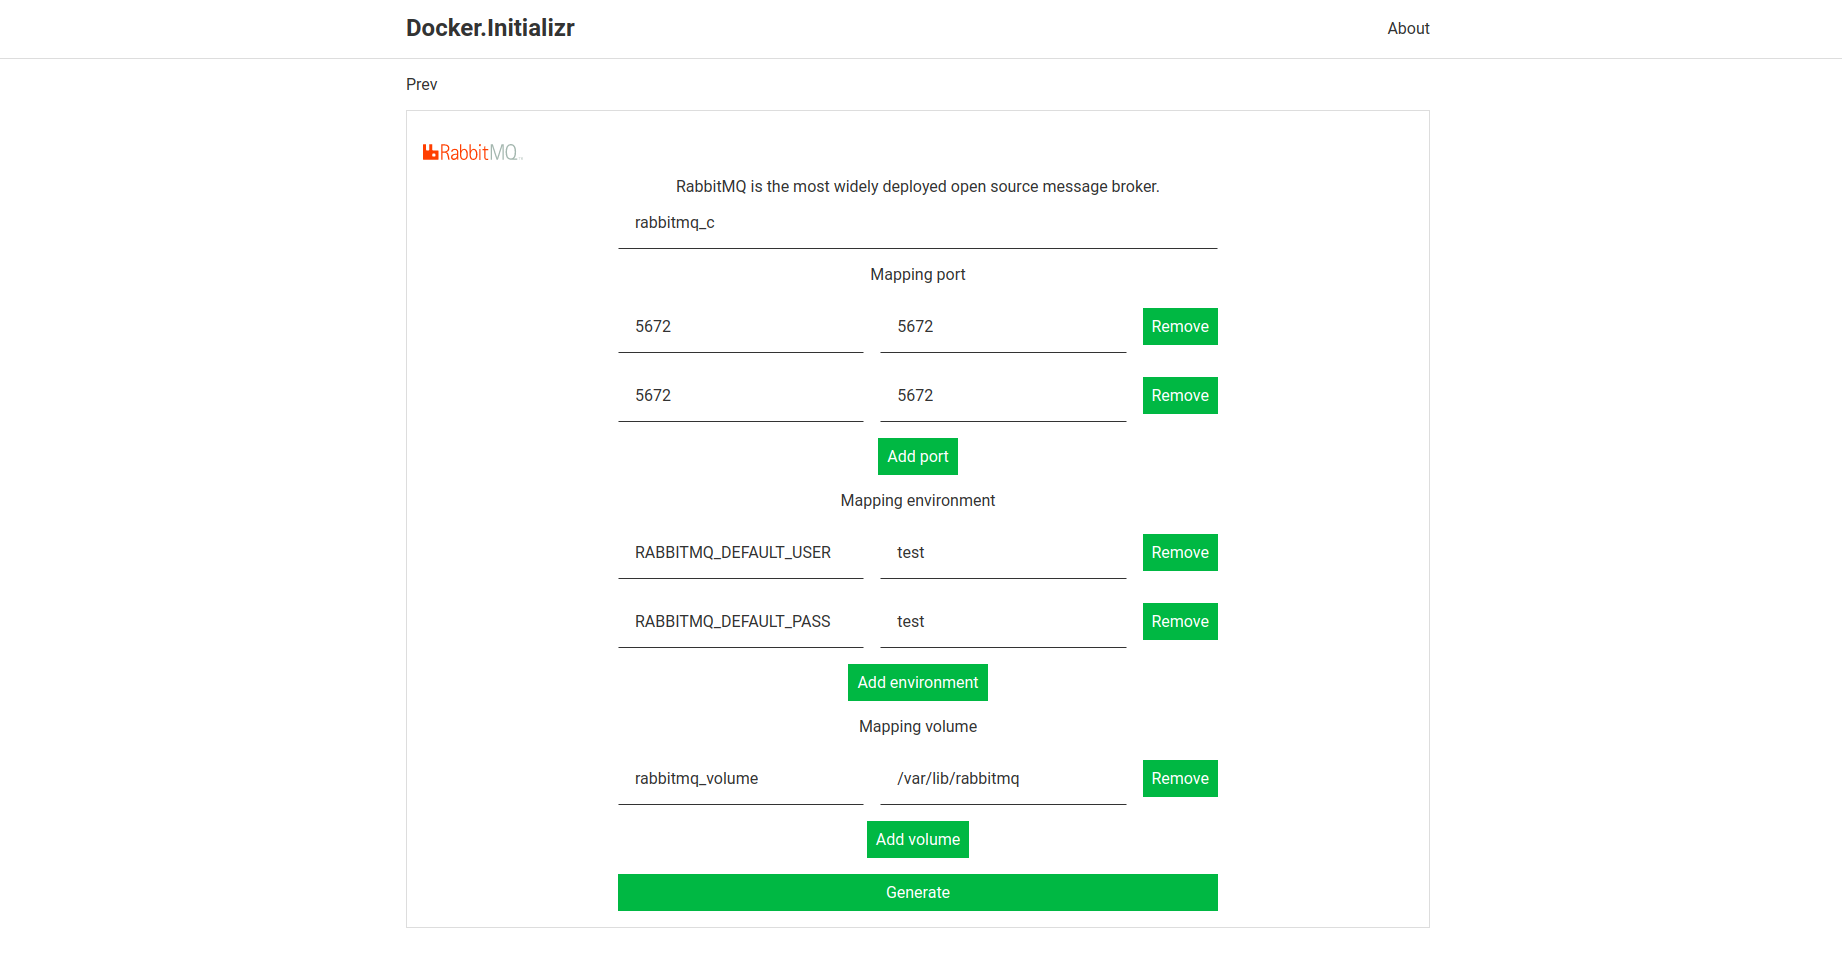 Docker.Initializr About
Prev
RabbitMQ
RabbitMQ is the most widely deployed open source message broker.
rabbitmq_c
Mapping port
5672 5672 Remove
5672 5672 Remove
Add port
Mapping environment
RABBITMQ_DEFAULT_USER test Remove
RABBITMQ_DEFAULT_PASS test Remove
Add environment
Mapping volume
rabbitmq_volume /var/lib/rabbitmq Remove
Add volume
Generate